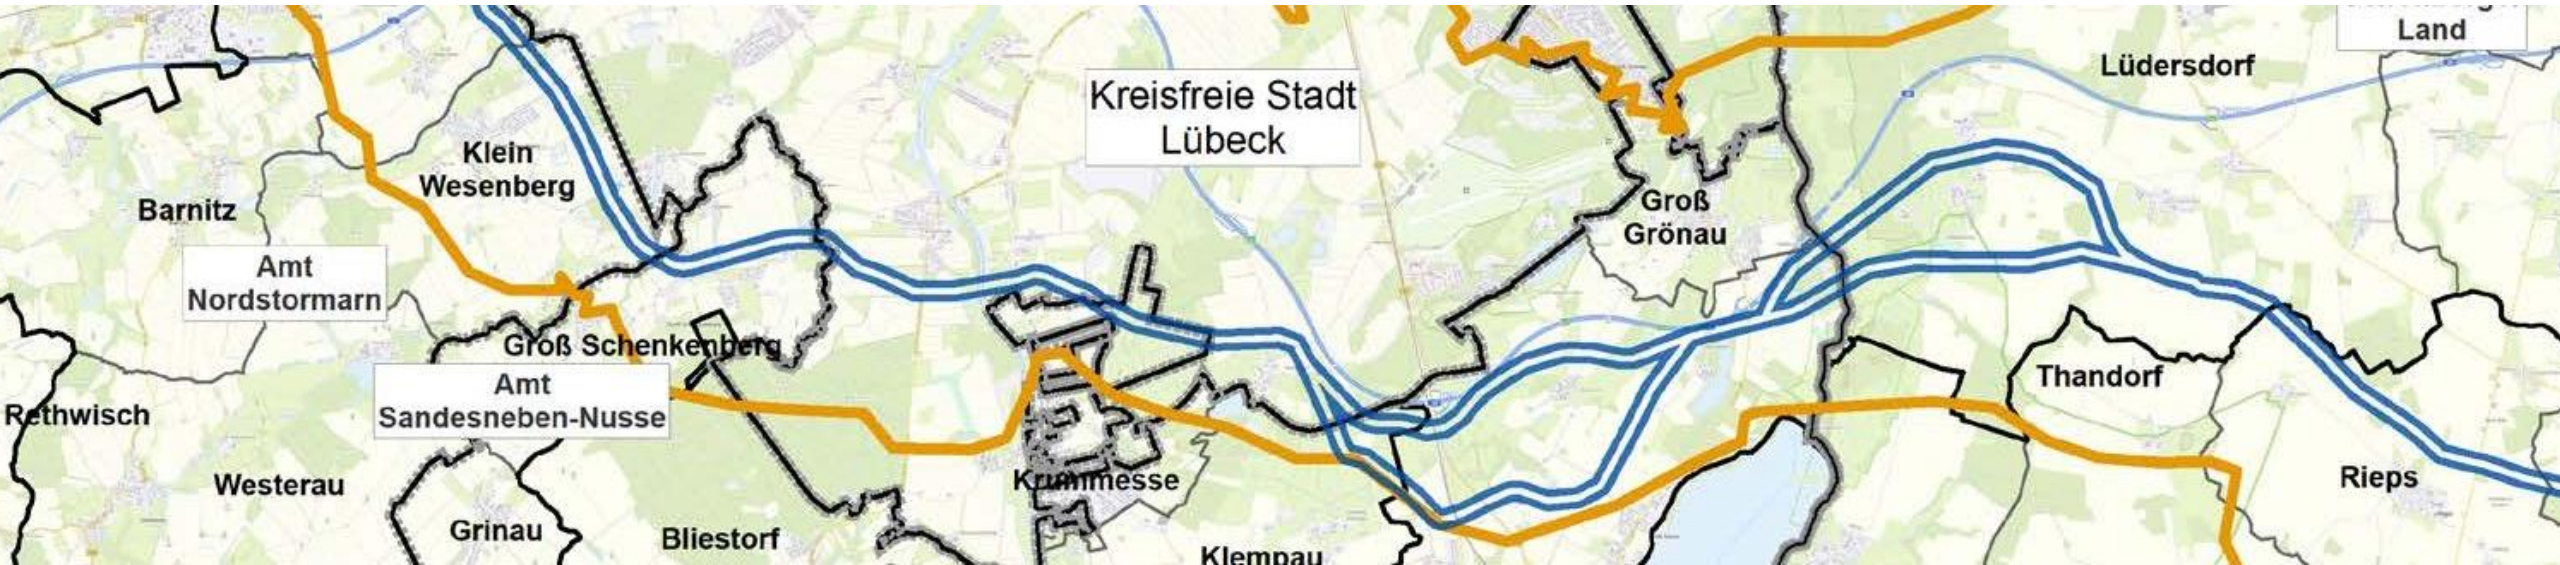 Land
Lüdersdorf
Kreisfreie Stadt
Lübeck
Klein
Wesenberg
Barnitz
Groß
Grönau
Amt
Nordstormarn
Groß Schenkenberg
Amt
Sandesneben-Nusse
Thandorf
Rethwisch
Westerau
Krummesse
Rieps
Grinau
Bliestorf
Klempau